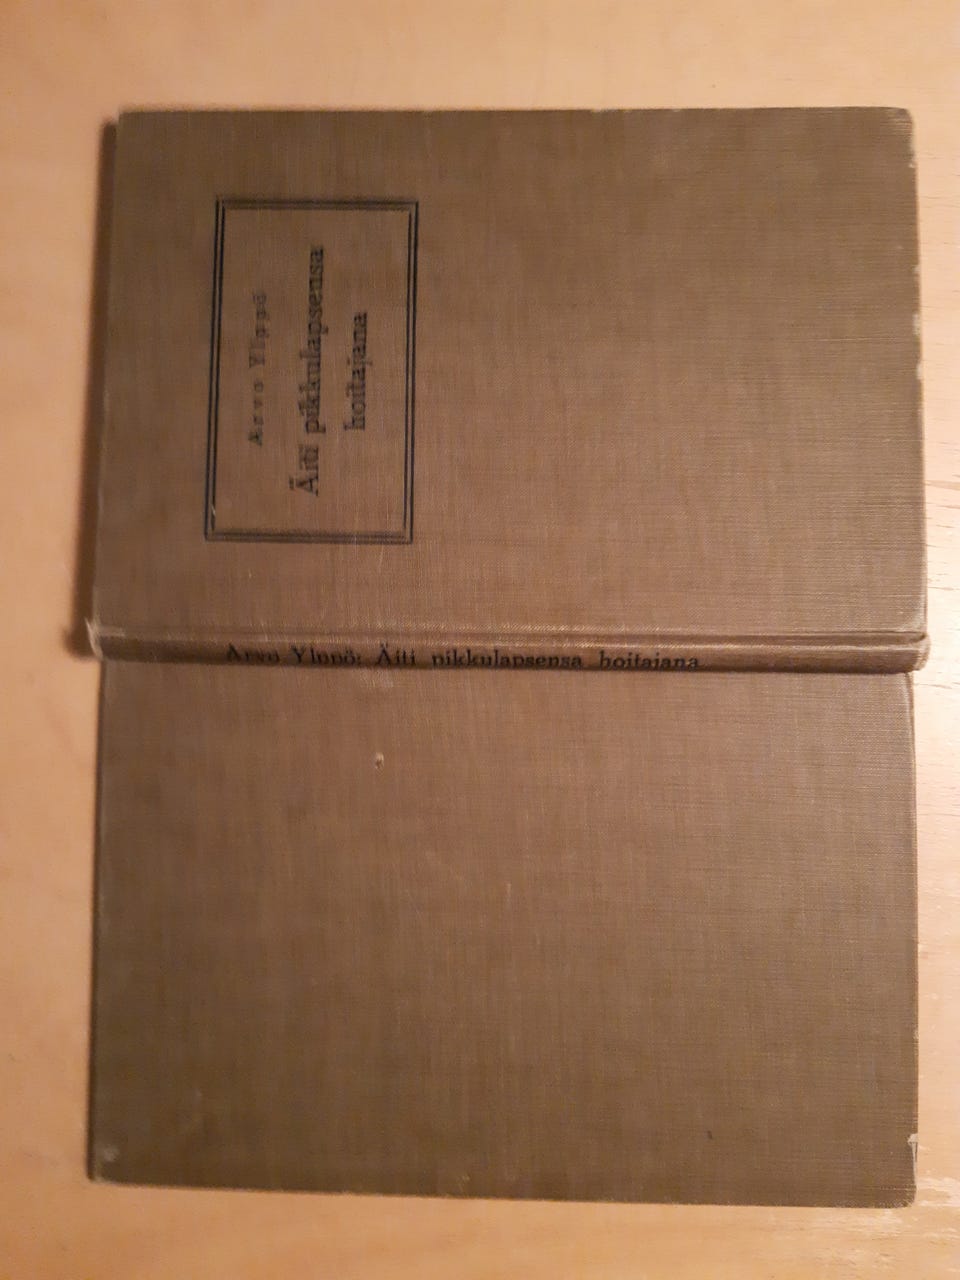 Arvo Ylppö
Äiti pikkulapsensa
hoitajana
Arvo Ylppö: Äiti pikkulapsensa hoitajana